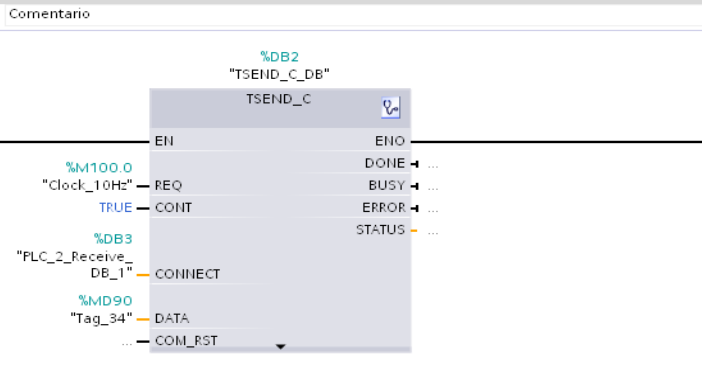 Comentario
%DB2
"TSEND_C_DB"
TSEND_C
EN
ENO
%M100.0
"Clock_10Hz"
REQ
DONE
...
TRUE
CONT
BUSY
...
ERROR
...
STATUS
...
%DB3
"PLC_2_Receive_
DB_1"
CONNECT
%MD90
"Tag_34"
DATA
...
COM_RST